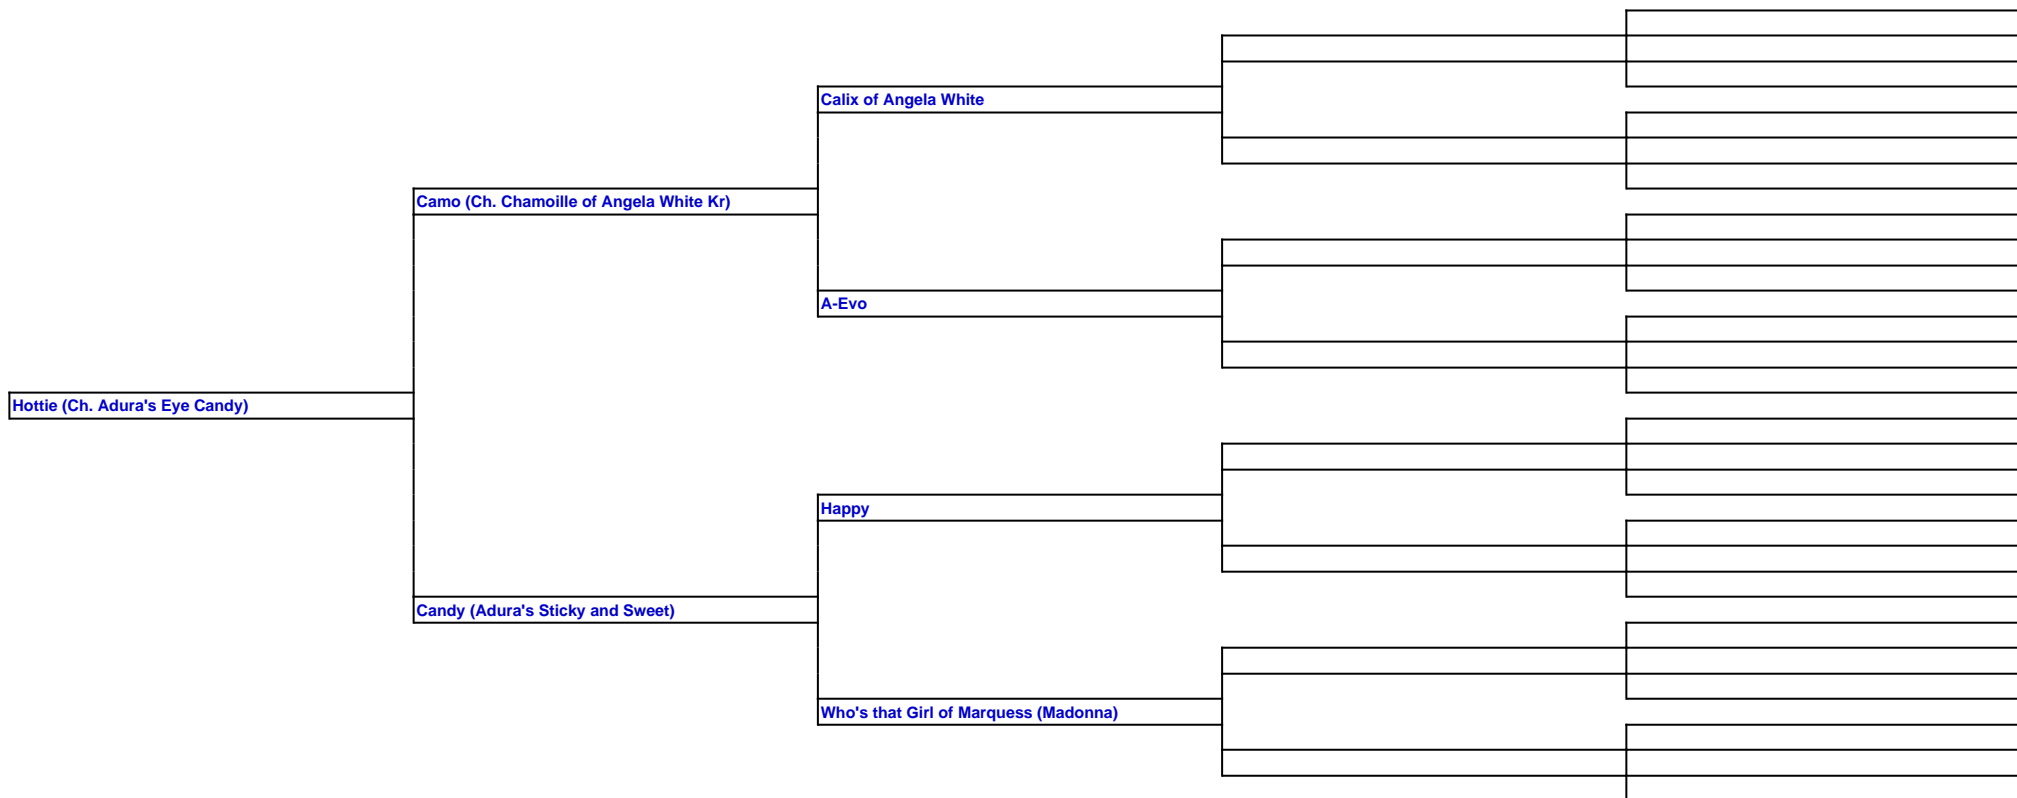 Calix of Angela White
Camo (Ch. Chamoille of Angela White Kr)
A-Evo
Hottie (Ch. Adura's Eye Candy)
Happy
Candy (Adura's Sticky and Sweet)
Who's that Girl of Marquess (Madonna)